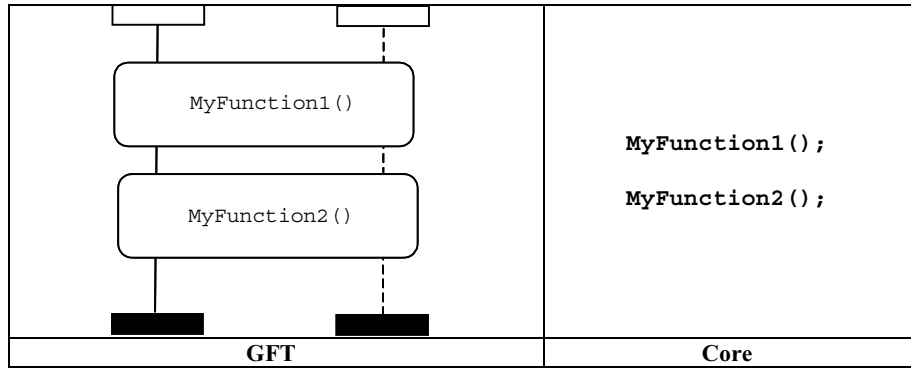 MyFunction1()
MyFunction2()
MyFunction1();
MyFunction2();
GFT
Core